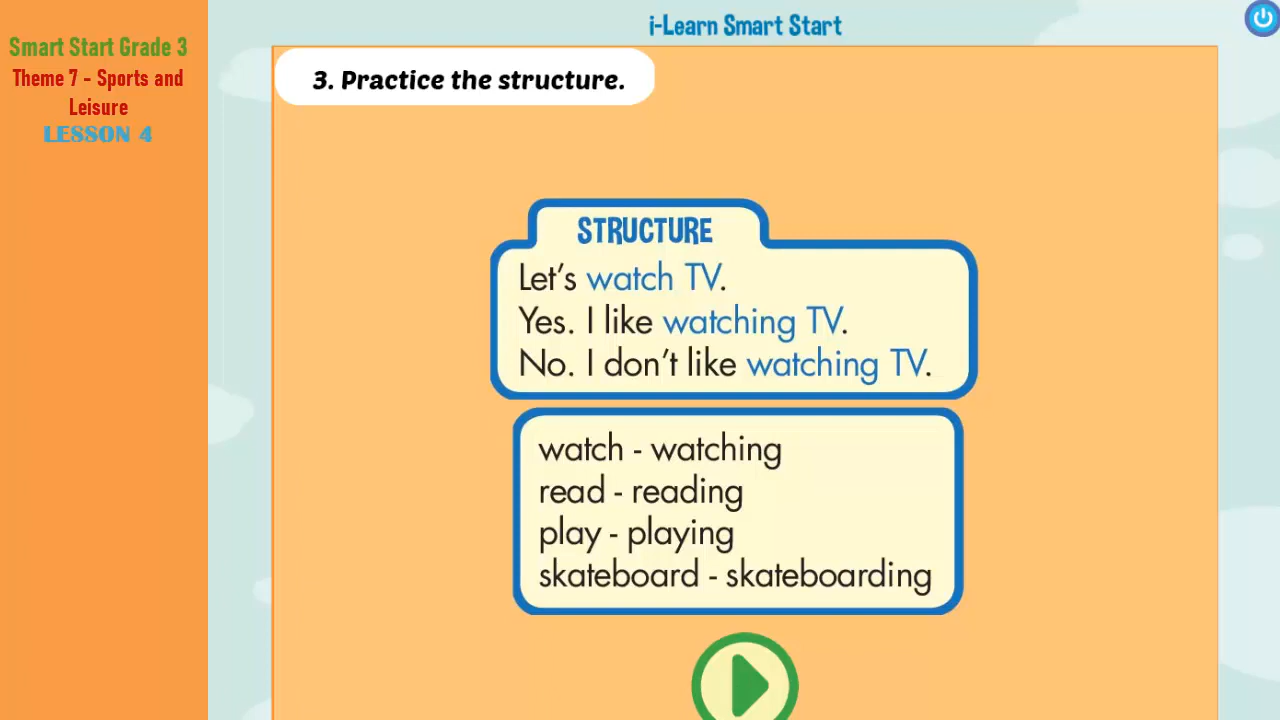 i-Learn Smart Start
Smart Start Grade 3
Theme 7 - Sports and
Leisure
LESSON 4
3. Practice the structure.
STRUCTURE
Let's watch TV.
Yes. I like watching TV.
No. I don't like watching TV.
watch - watching
read - reading
play - playing
skateboard - skateboarding